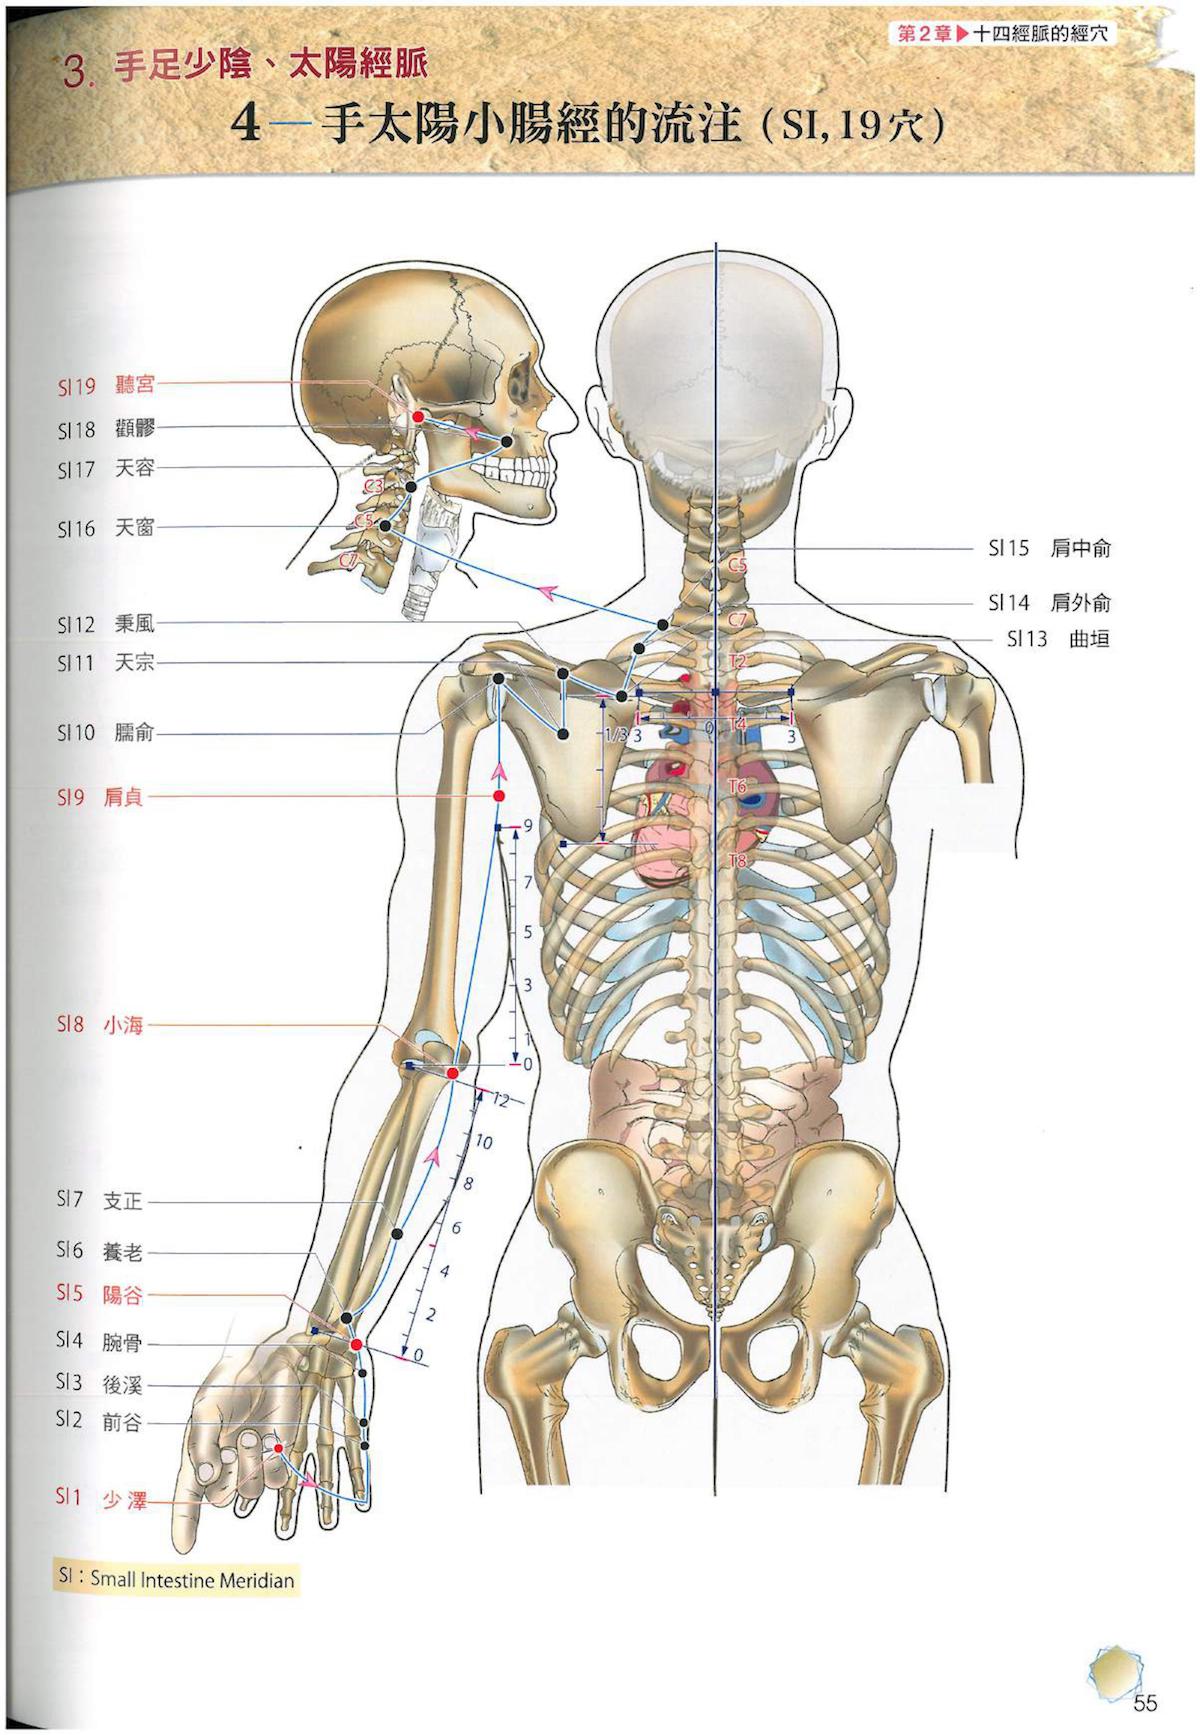 第2章▶十四經脈的經穴
3. 手足少陰、太陽經脈
4—手太陽小腸經的流注（SI, 19穴）
SI19 聽宮
SI18 顴髎
SI17 天容
C3
SI16 天窗
C5
C7
SI15 肩中俞
C5
SI14 肩外俞
C7
SI13 曲垣
SI12 秉風
SI11 天宗
T2
SI10 臑俞
1/3
3
0
T4
3
SI9 肩貞
T6
9
T8
7
5
3
1
SI8 小海
0
12
10
8
SI7 支正
6
SI6 養老
4
SI5 陽谷
2
SI4 腕骨
0
SI3 後溪
SI2 前谷
SI1 少澤
SI：Small Intestine Meridian
55